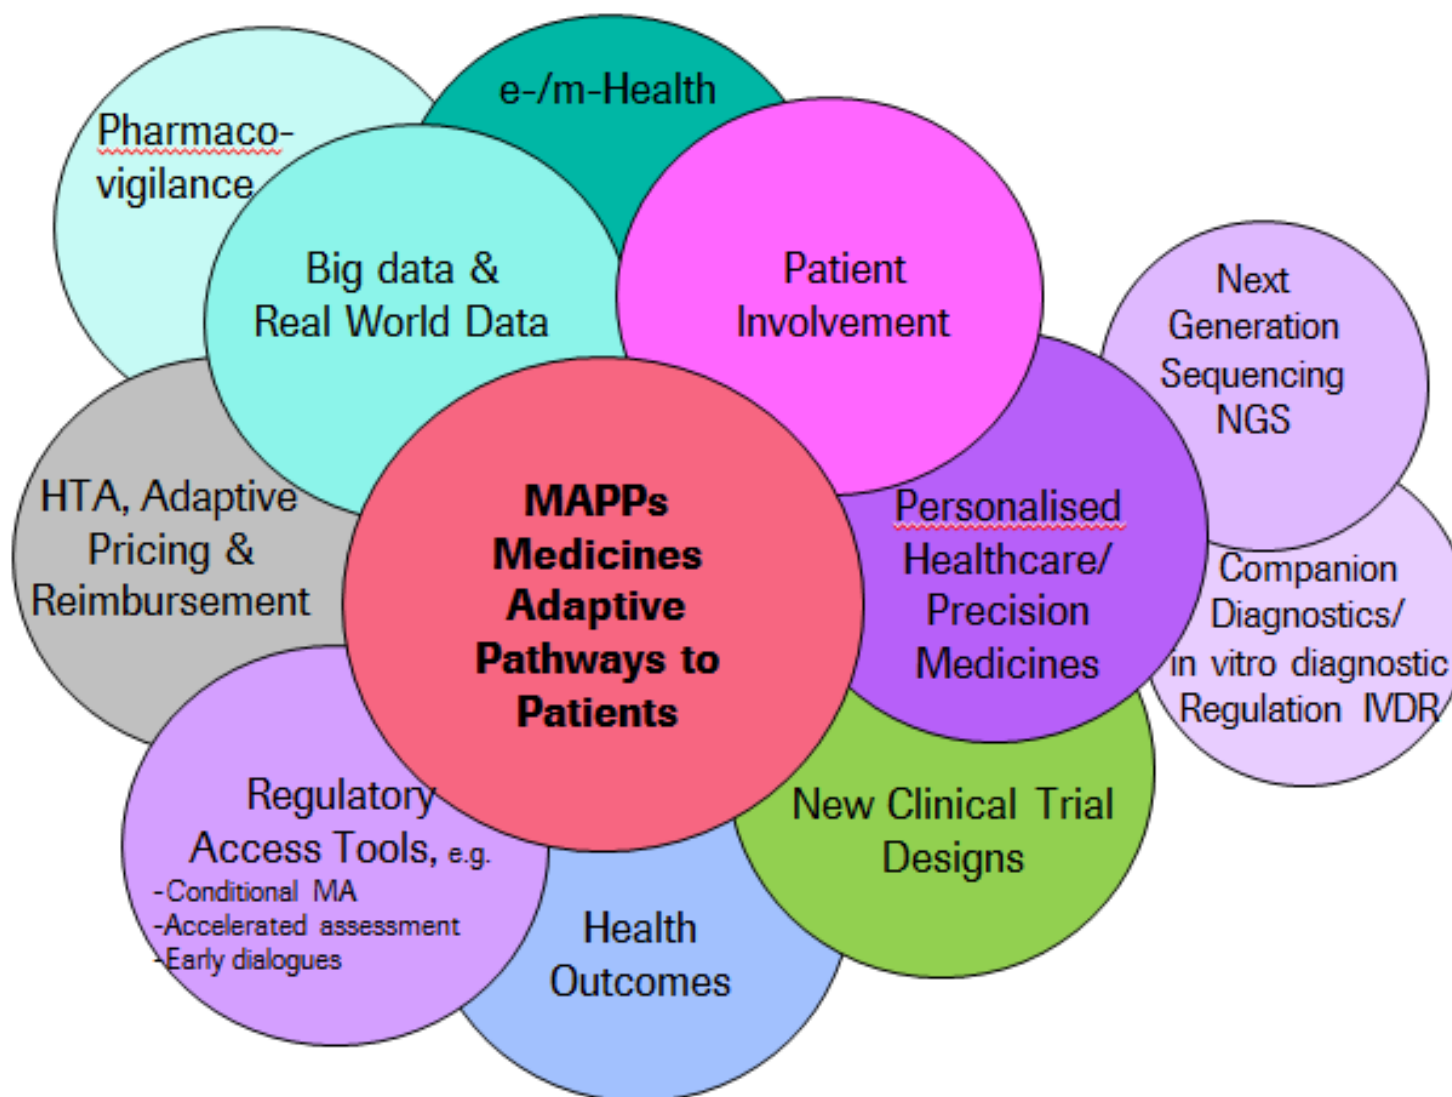 e-/m-Health
Pharmaco-
vigilance
Big data &
Real World Data
Patient
Involvement
Next
Generation
Sequencing
NGS
HTA, Adaptive
Pricing &
Reimbursement
MAPPs
Medicines
Adaptive
Pathways to
Patients
Personalised
Healthcare/
Precision
Medicines
Companion
Diagnostics/
in vitro diagnostic
Regulation IVDR
Regulatory
Access Tools, e.g.
-Conditional MA
-Accelerated assessment
-Early dialogues
New Clinical Trial
Designs
Health
Outcomes